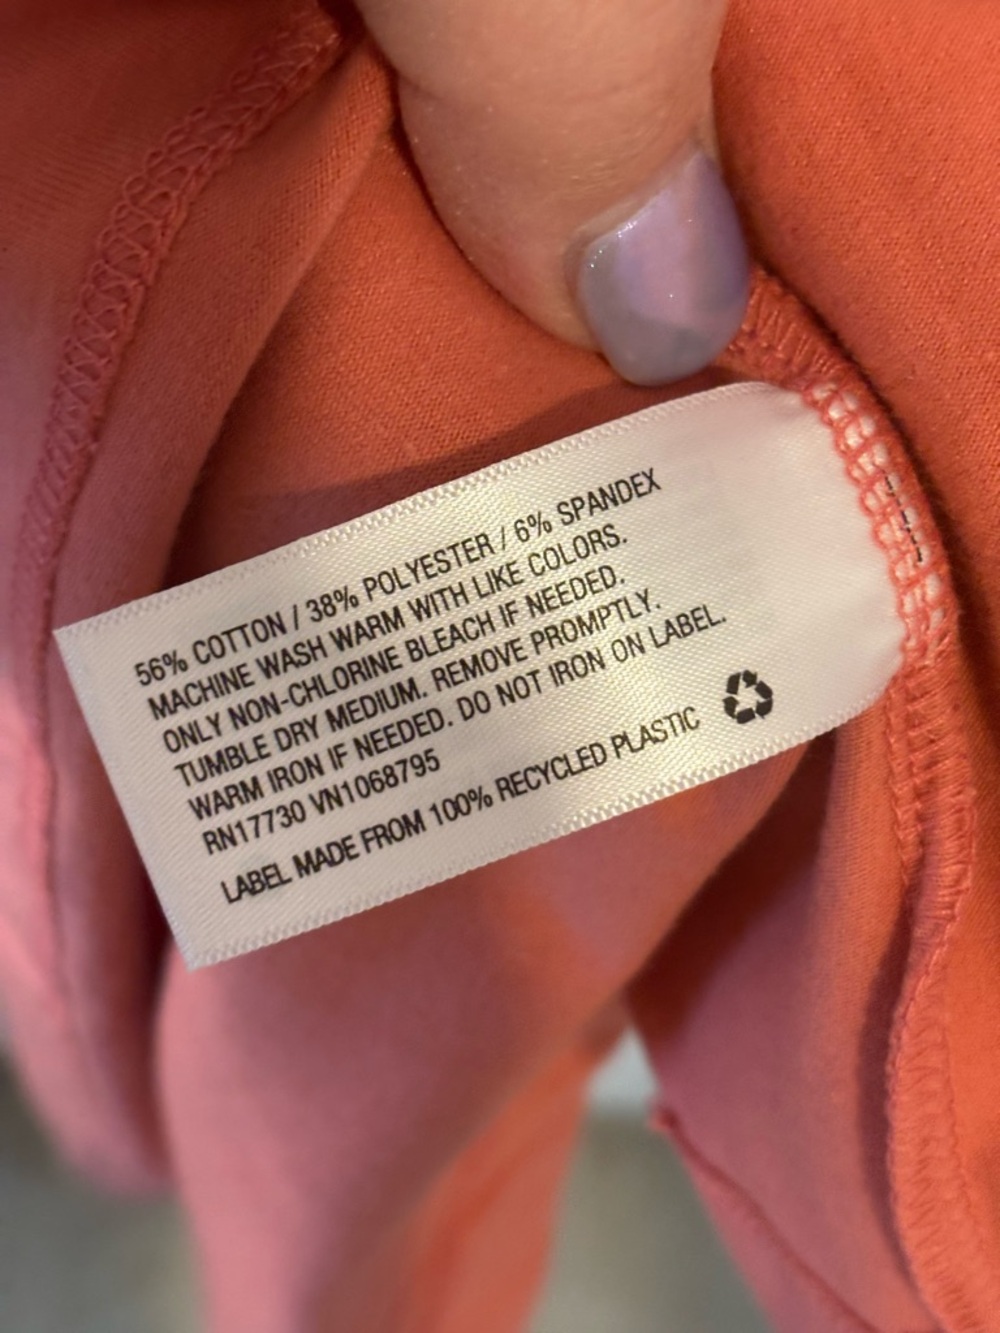 56% COTTON / 38% POLYESTER / 6% SPANDEX
MACHINE WASH WARM WITH LIKE COLORS.
ONLY NON-CHLORINE BLEACH IF NEEDED.
TUMBLE DRY MEDIUM. REMOVE PROMPTLY.
WARM IRON IF NEEDED. DO NOT IRON ON LABEL.
RN17730 VN1068795
LABEL MADE FROM 100% RECYCLED PLASTIC